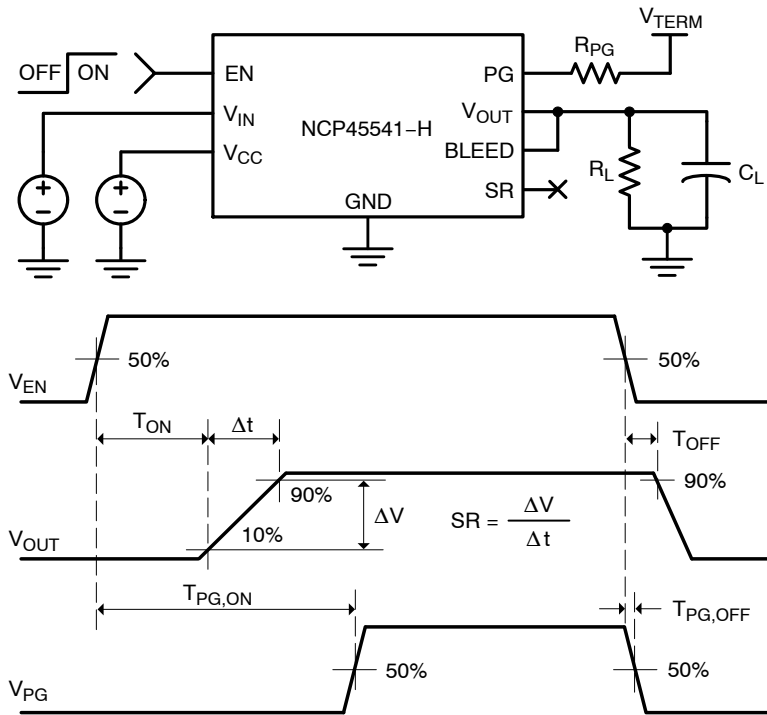 V_TERM
R_PG
OFF ON
EN
PG
V_IN
V_OUT
NCP45541−H
V_CC
BLEED
R_L
C_L
SR
GND
50%
50%
V_EN
T_ON
Δt
T_OFF
90%
90%
ΔV
SR = ΔV
Δt
10%
V_OUT
T_PG,ON
T_PG,OFF
50%
50%
V_PG